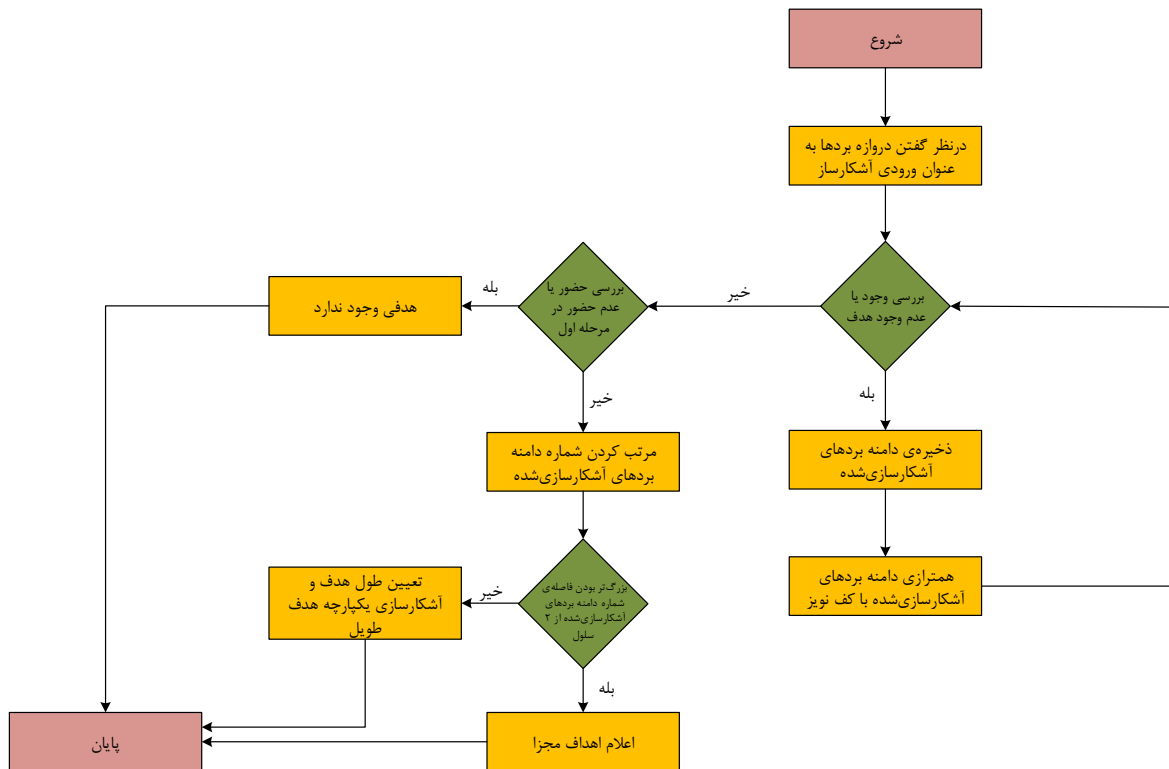 شروع
درنظر گفتن دروازه بردها به
عنوان ورودی آشکارساز
بررسی وجود یا
عدم وجود هدف
خیر
بررسی حضور یا
عدم حضور در
مرحله اول
بله
هدفی وجود ندارد
بله
خیر
ذخیره‌ی دامنه بردهای
آشکارسازی‌شده
مرتب کردن شماره دامنه
بردهای آشکارسازی‌شده
همترازی دامنه بردهای
آشکارسازی‌شده با کف نویز
بزرگ‌تر بودن فاصله‌ی
شماره دامنه بردهای
آشکارسازی‌شده از ۲
سلول
خیر
تعیین طول هدف و
آشکارسازی یکپارچه هدف
طویل
بله
اعلام اهداف مجزا
پایان